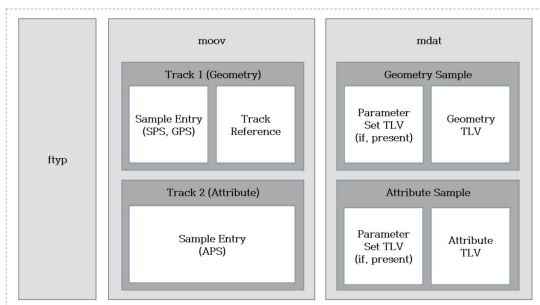 ftyp
moov
Track 1 (Geometry)
Sample Entry
(SPS, GPS)
Track
Reference
Track 2 (Attribute)
Sample Entry
(APS)
mdat
Geometry Sample
Parameter
Set TLV
(if, present)
Geometry
TLV
Attribute Sample
Parameter
Set TLV
(if, present)
Attribute
TLV